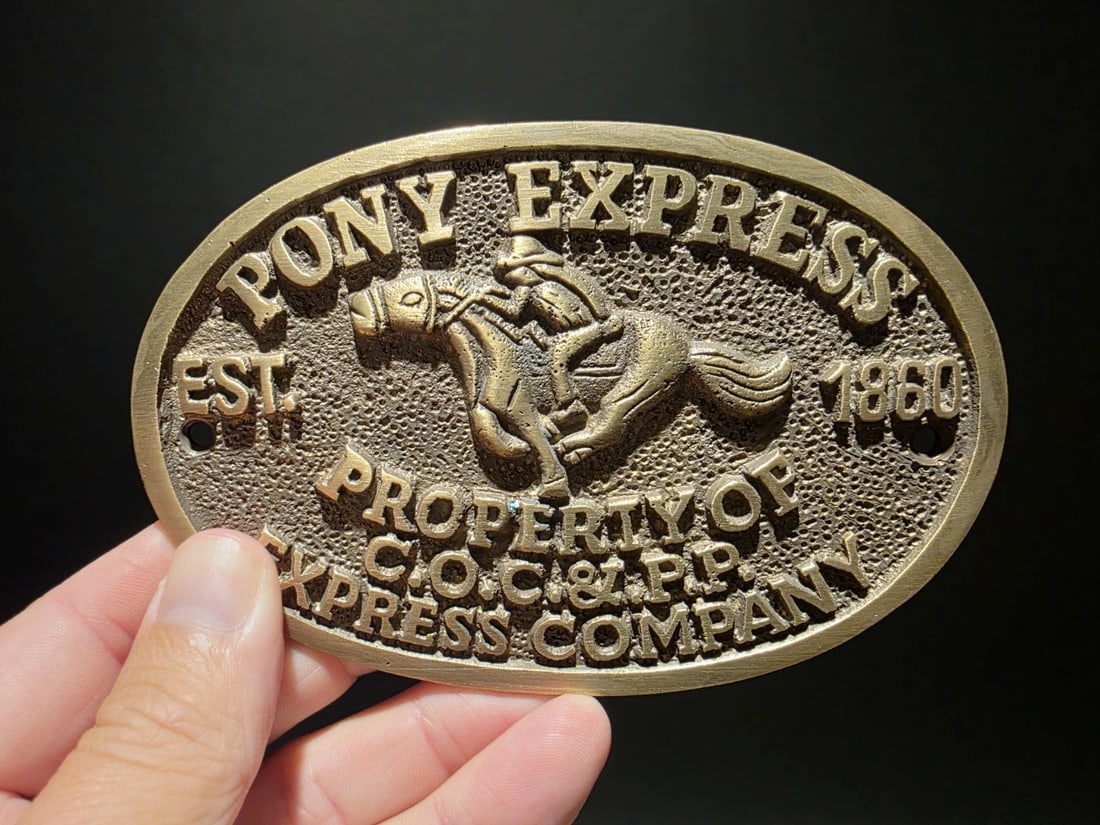 PONY EXPRESS
EST. 1860
PROPERTY OF
C.O.C.&.P.P.
EXPRESS COMPANY